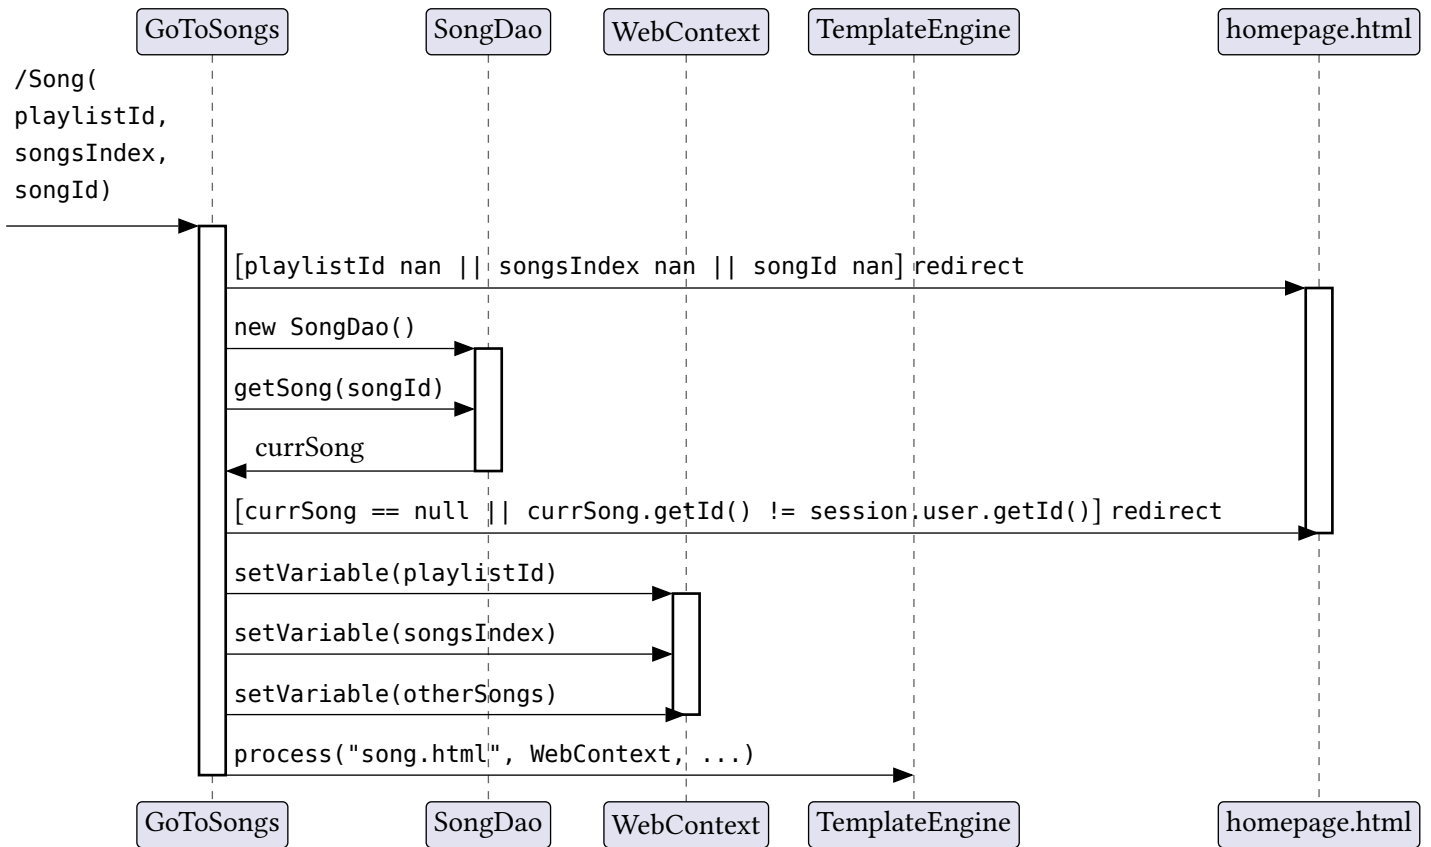 GoToSongs SongDao WebContext TemplateEngine homepage.html
/Song(
playlistId,
songsIndex,
songId)
[playlistId nan || songsIndex nan || songId nan] redirect
new SongDao()
getSong(songId)
currSong
[currSong == null || currSong.getId() != session.user.getId()] redirect
setVariable(playlistId)
setVariable(songsIndex)
setVariable(otherSongs)
process("song.html", WebContext, ...)
GoToSongs SongDao WebContext TemplateEngine homepage.html